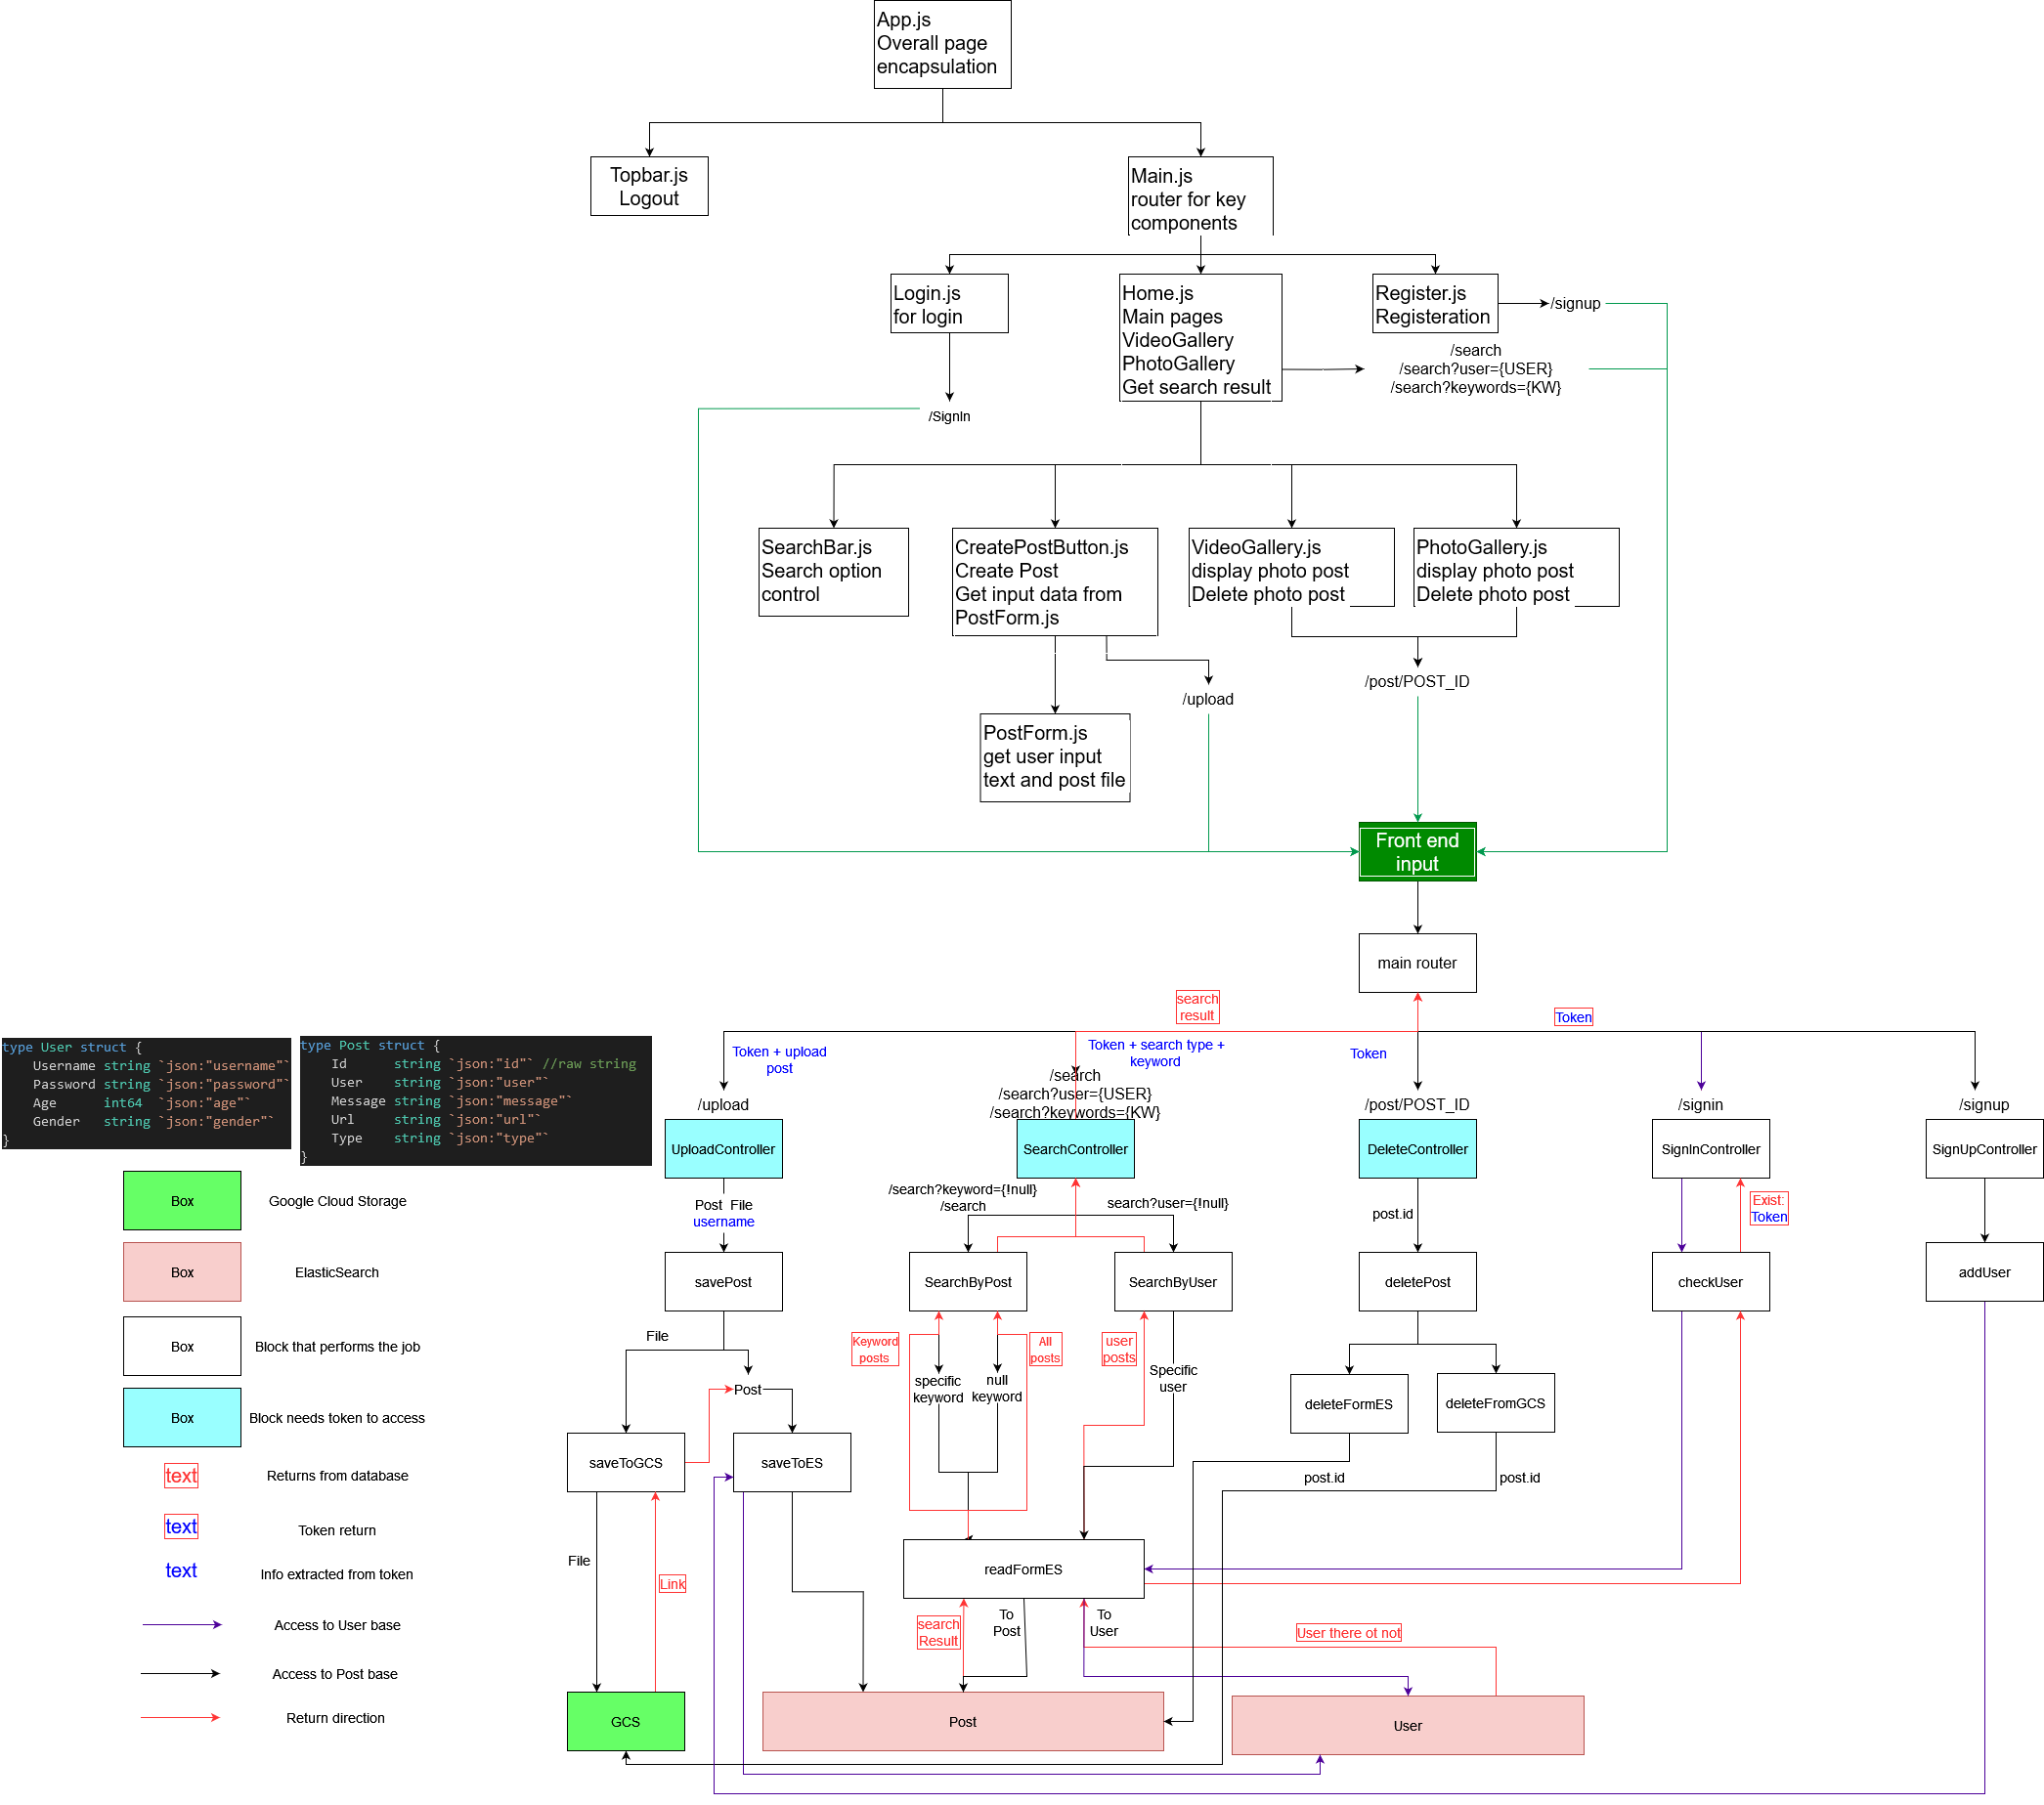 App.js
Overall page
encapsulation
Topbar.js
Logout
Main.js
router for key
components
Login.js
for login
Home.js
Main pages
VideoGallery
PhotoGallery
Get search result
Register.js
Registeration
/signup
/search
/search?user={USER}
/search?keywords={KW}
/SignIn
SearchBar.js
Search option
control
CreatePostButton.js
Create Post
Get input data from
PostForm.js
VideoGallery.js
display photo post
Delete photo post
PhotoGallery.js
display photo post
Delete photo post
/upload
/post/POST_ID
PostForm.js
get user input
text and post file
Front end
input
main router
search
result
Token
Token + upload
post
Token + search type +
keyword
Token
/upload
/search
/search?user={USER}
/search?keywords={KW}
/post/POST_ID
/signin
/signup
UploadController
SearchController
DeleteController
SignInController
SignUpController
type User struct {
Username string `json:"username"`
Password string `json:"password"`
Age int64 `json:"age"`
Gender string `json:"gender"`
}
type Post struct {
Id string `json:"id"` //raw string
User string `json:"user"`
Message string `json:"message"`
Url string `json:"url"`
Type string `json:"type"`
}
Box
Google Cloud Storage
Box
ElasticSearch
Box
Block that performs the job
Box
Block needs token to access
text
Returns from database
text
Token return
text
Info extracted from token
Access to User base
Access to Post base
Return direction
Post File
username
/search?keyword={!null}
/search
search?user={!null}
post.id
Exist:
Token
savePost
SearchByPost
SearchByUser
deletePost
checkUser
addUser
File
Post
Keyword
posts
All
posts
user
posts
specific
keyword
null
keyword
Specific
user
deleteFormES
deleteFromGCS
saveToGCS
saveToES
post.id
post.id
File
Link
readFormES
search
Result
To
Post
To
User
User there ot not
GCS
Post
User